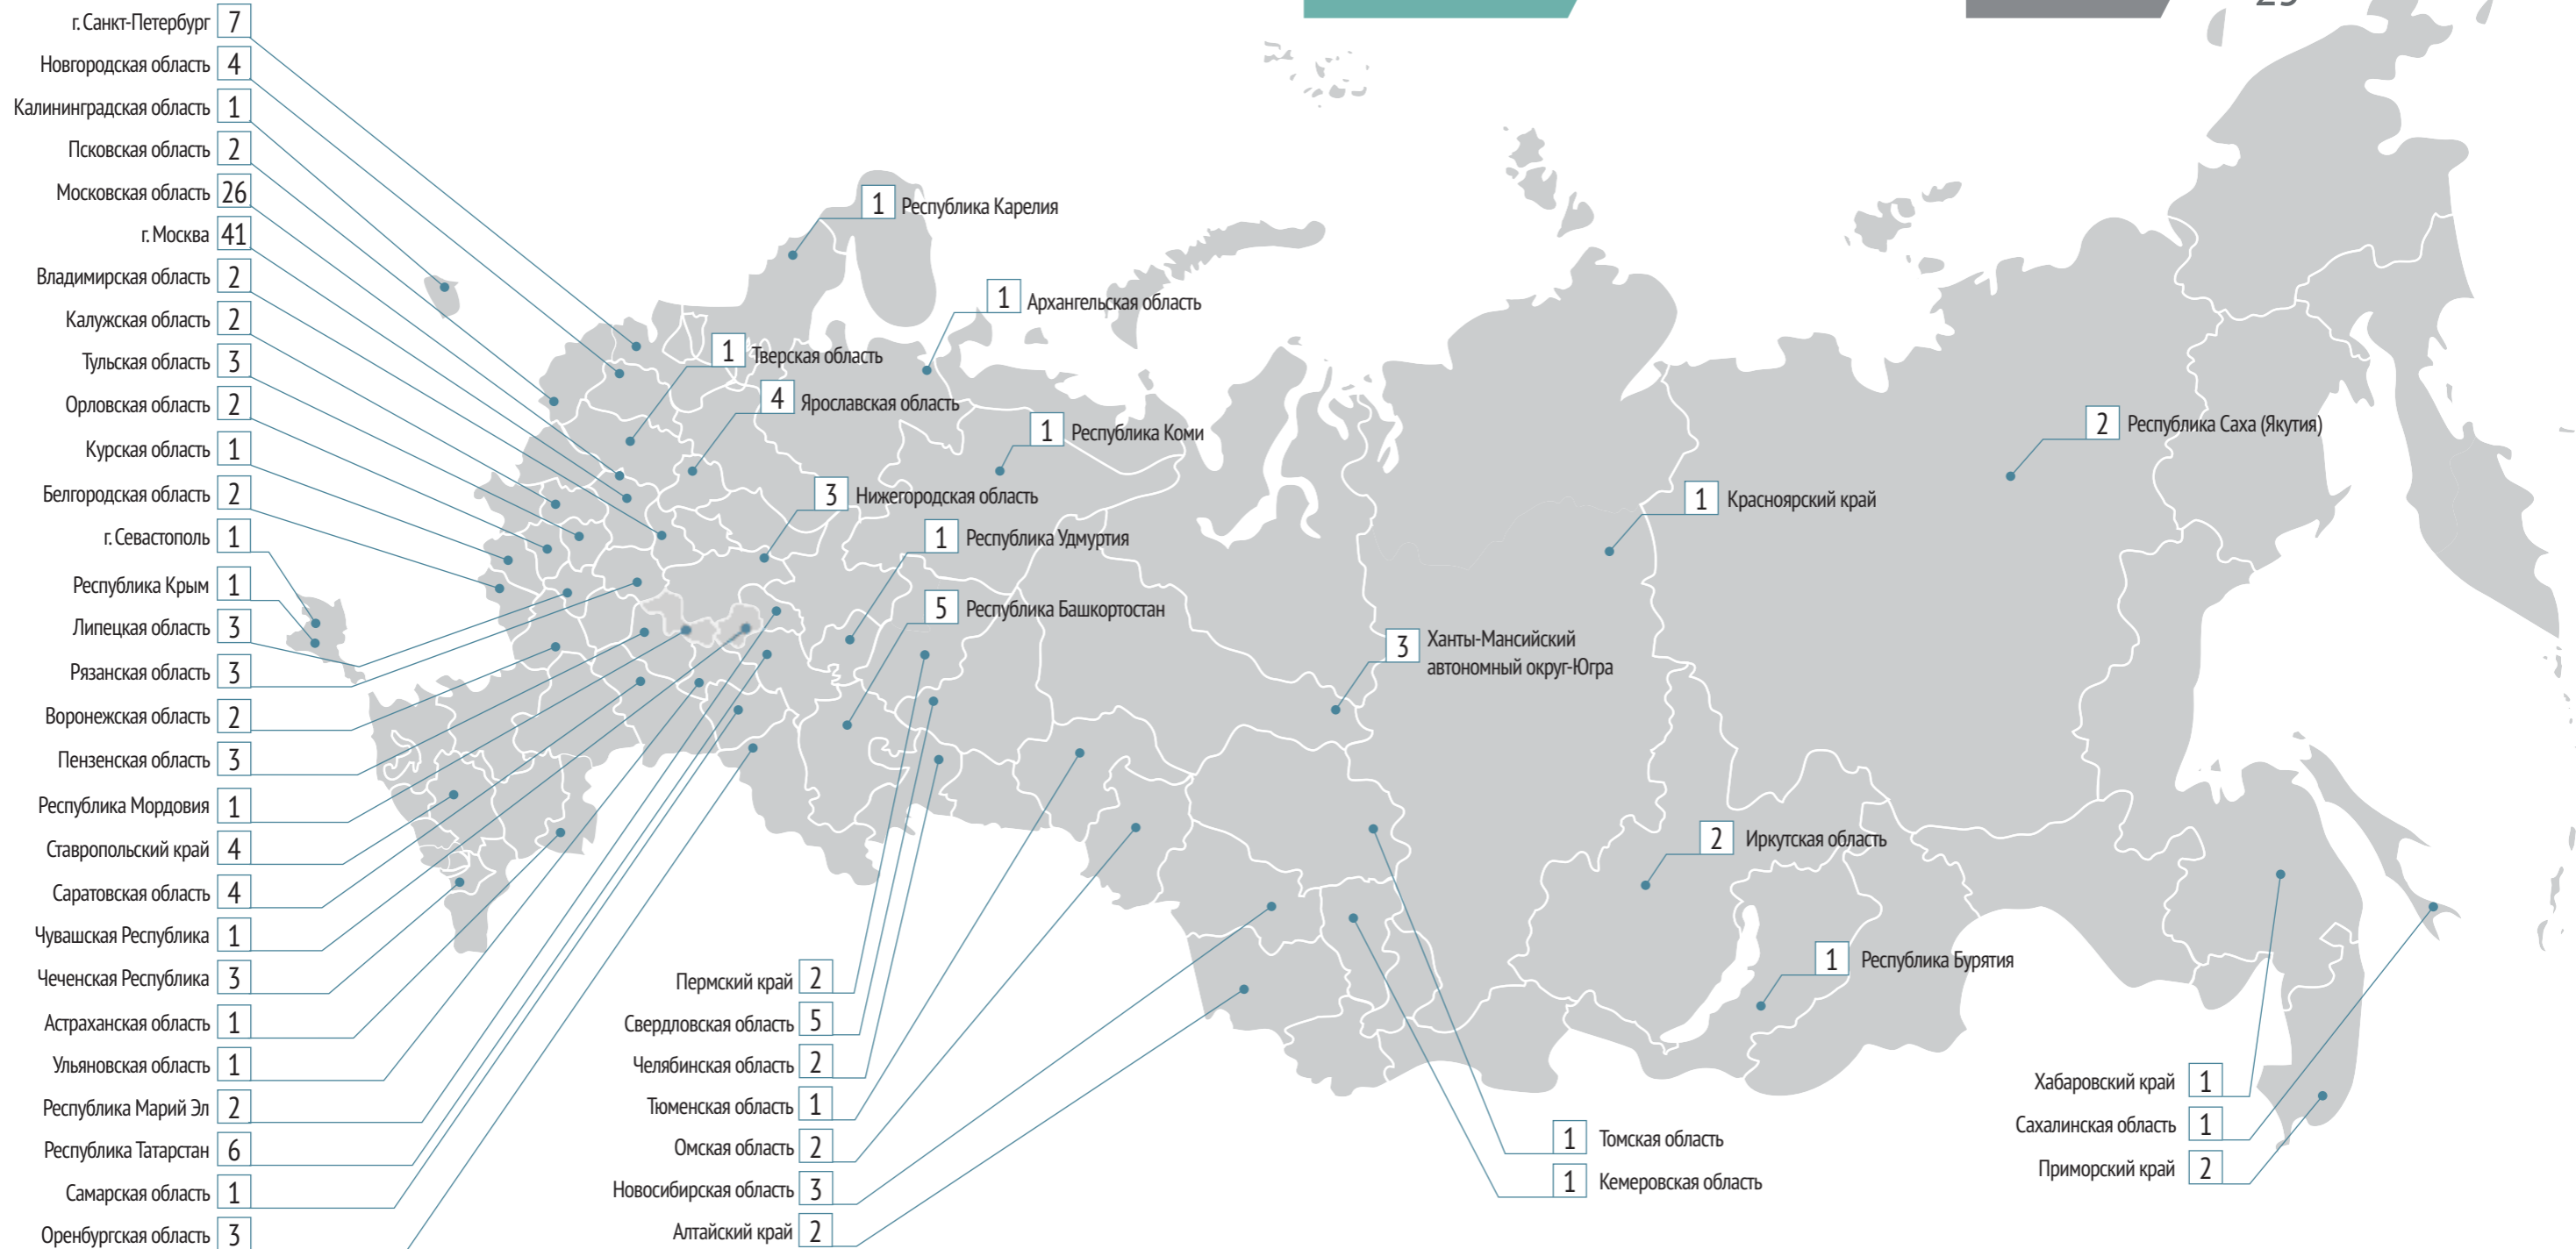 г. Санкт-Петербург 7
Новгородская область 4
Калининградская область 1
Псковская область 2
Московская область 26
г. Москва 41
Владимирская область 2
Калужская область 2
Тульская область 3
Орловская область 2
Курская область 1
Белгородская область 2
г. Севастополь 1
Республика Крым 1
Липецкая область 3
Рязанская область 3
Воронежская область 2
Пензенская область 3
Республика Мордовия 1
Ставропольский край 4
Саратовская область 4
Чувашская Республика 1
Чеченская Республика 3
Астраханская область 1
Ульяновская область 1
Республика Марий Эл 2
Республика Татарстан 6
Самарская область 1
Оренбургская область 3
1 Республика Карелия
1 Архангельская область
1 Тверская область
4 Ярославская область
1 Республика Коми
3 Нижегородская область
1 Республика Удмуртия
5 Республика Башкортостан
Пермский край 2
Свердловская область 5
Челябинская область 2
Тюменская область 1
Омская область 2
Новосибирская область 3
Алтайский край 2
3 Ханты-Мансийский
автономный округ-Югра
1 Красноярский край
2 Республика Саха (Якутия)
2 Иркутская область
1 Республика Бурятия
1 Томская область
1 Кемеровская область
Хабаровский край 1
Сахалинская область 1
Приморский край 2